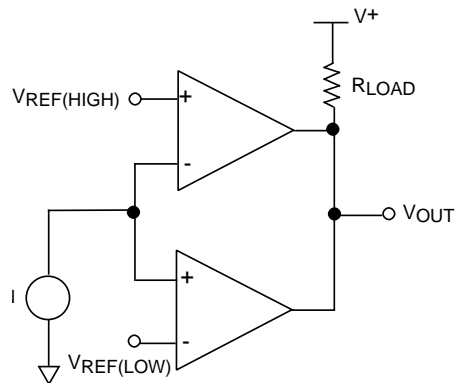 V+
RLOAD
VREF(HIGH)
+
-
VOUT
+
I
-
VREF(LOW)